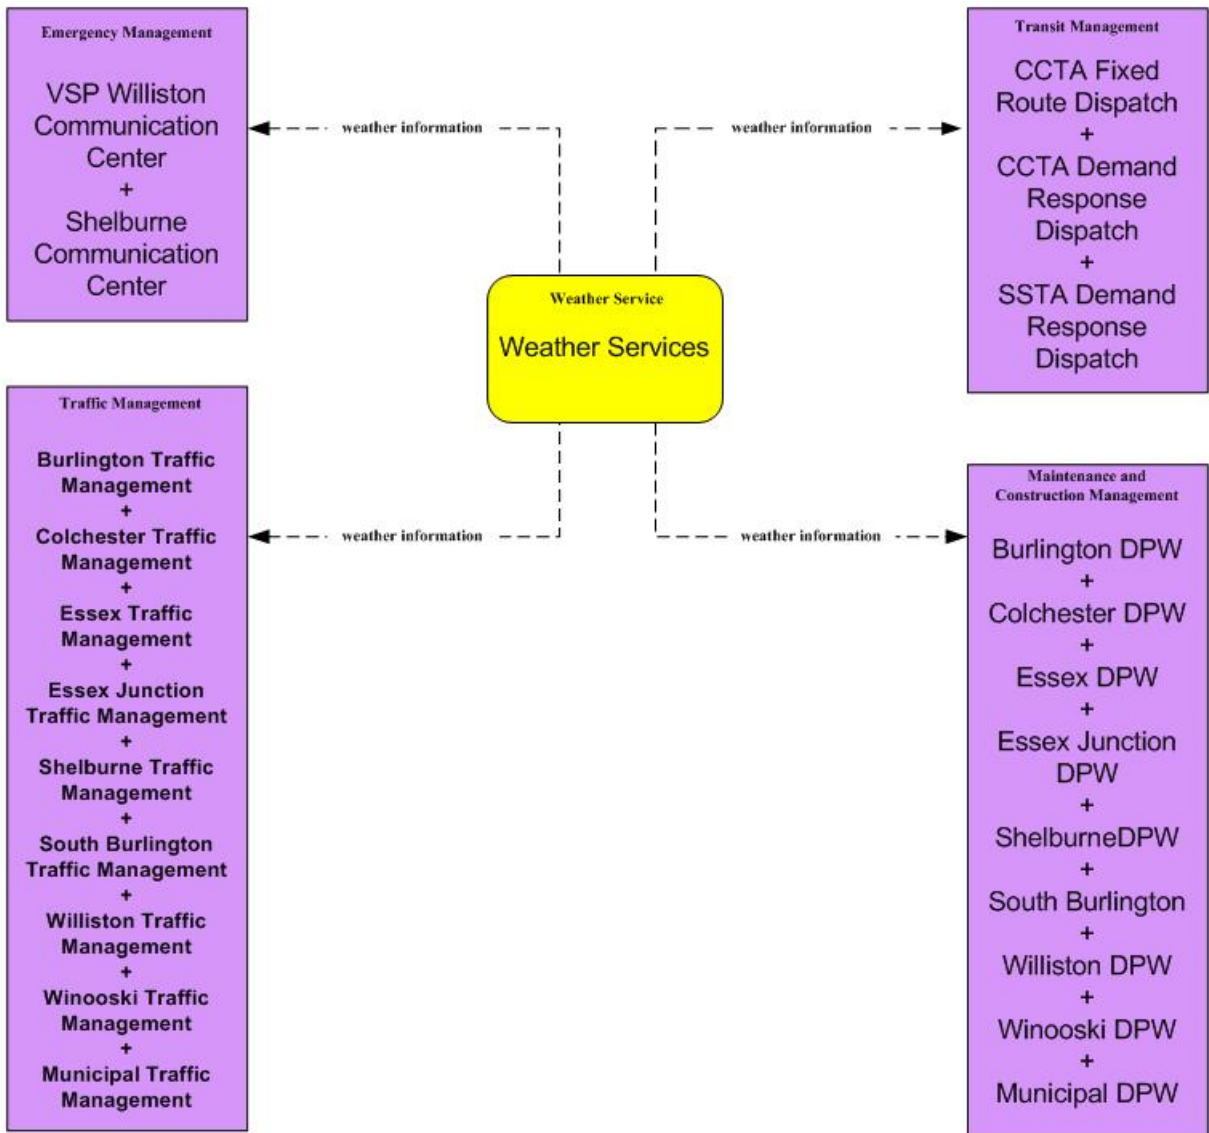 Emergency Management
VSP Williston
Communication
Center
+
Shelburne
Communication
Center
weather information
weather information
Transit Management
CCTA Fixed
Route Dispatch
+
CCTA Demand
Response
Dispatch
+
SSTA Demand
Response
Dispatch
Weather Service
Weather Services
Traffic Management
Burlington Traffic
Management
+
Colchester Traffic
Management
+
Essex Traffic
Management
+
Essex Junction
Traffic Management
+
Shelburne Traffic
Management
+
South Burlington
Traffic Management
+
Williston Traffic
Management
+
Winooski Traffic
Management
+
Municipal Traffic
Management
weather information
weather information
Maintenance and
Construction Management
Burlington DPW
+
Colchester DPW
+
Essex DPW
+
Essex Junction
DPW
+
ShelburneDPW
+
South Burlington
+
Williston DPW
+
Winooski DPW
+
Municipal DPW